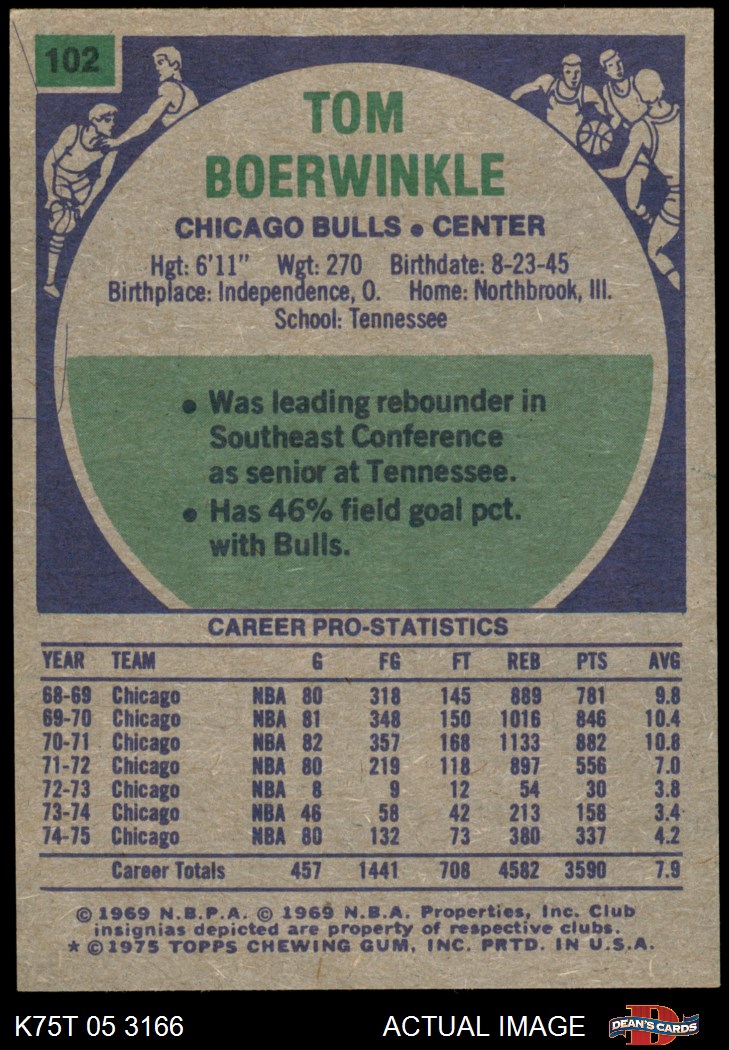 102
TOM
BOERWINKLE
CHICAGO BULLS • CENTER
Hgt: 6'11" Wgt: 270 Birthdate: 8-23-45
Birthplace: Independence, O. Home: Northbrook, Ill.
School: Tennessee
• Was leading rebounder in
Southeast Conference
as senior at Tennessee.
• Has 46% field goal pct.
with Bulls.
CAREER PRO-STATISTICS
YEAR TEAM G FG FT REB PTS AVG
68-69 Chicago NBA 80 318 145 889 781 9.8
69-70 Chicago NBA 81 348 150 1016 846 10.4
70-71 Chicago NBA 82 357 168 1133 882 10.8
71-72 Chicago NBA 80 219 118 897 556 7.0
72-73 Chicago NBA 8 9 12 54 30 3.8
73-74 Chicago NBA 46 58 42 213 158 3.4
74-75 Chicago NBA 80 132 73 380 337 4.2
Career Totals 457 1441 708 4582 3590 7.9
© 1969 N.B.P.A. © 1969 N.B.A. Properties, Inc. Club
insignias depicted are property of respective clubs.
* ©1975 TOPPS CHEWING GUM, INC. PRTD. IN U.S.A.
K75T 05 3166 ACTUAL IMAGE DEAN'S CARDS